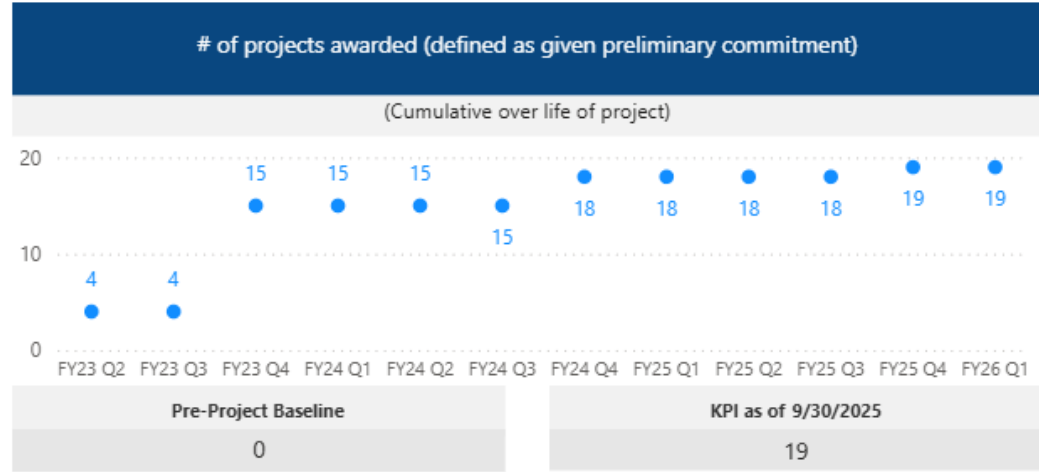 # of projects awarded (defined as given preliminary commitment)
(Cumulative over life of project)
20
15 15 15
18 18 18 18 19 19
15
10
4 4
0
FY23 Q2 FY23 Q3 FY23 Q4 FY24 Q1 FY24 Q2 FY24 Q3 FY24 Q4 FY25 Q1 FY25 Q2 FY25 Q3 FY25 Q4 FY26 Q1
Pre-Project Baseline KPI as of 9/30/2025
0 19